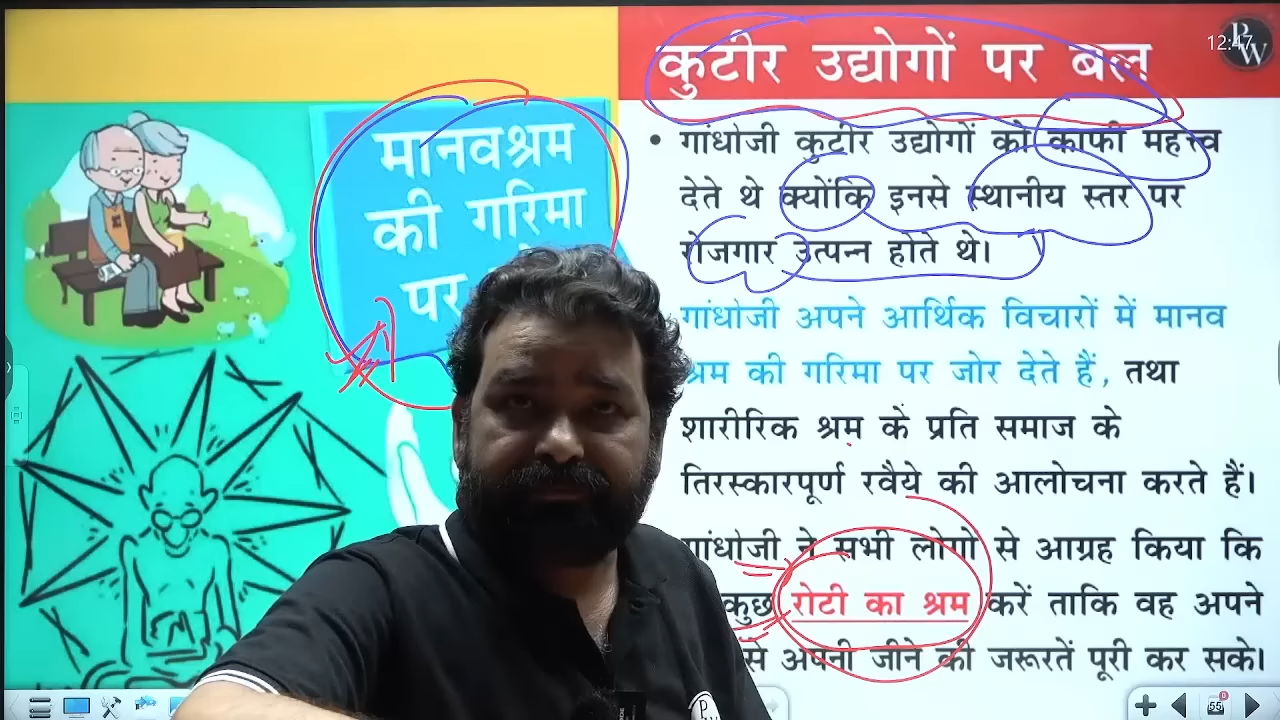 कुटीर उद्योगों पर बल
12:47
PW
मानवश्रम
की गरिमा
पर
• गांधीजी कुटीर उद्योगों को काफी महत्त्व
देते थे क्योंकि इनसे स्थानीय स्तर पर
रोजगार उत्पन्न होते थे।
गांधीजी अपने आर्थिक विचारों में मानव
श्रम की गरिमा पर जोर देते हैं, तथा
शारीरिक श्रम के प्रति समाज के
तिरस्कारपूर्ण रवैये की आलोचना करते हैं।
गांधीजी ने सभी लोगो से आग्रह किया कि
कुछ रोटी का श्रम करें ताकि वह अपने
से अपनी जीने की जरूरतें पूरी कर सके।
55